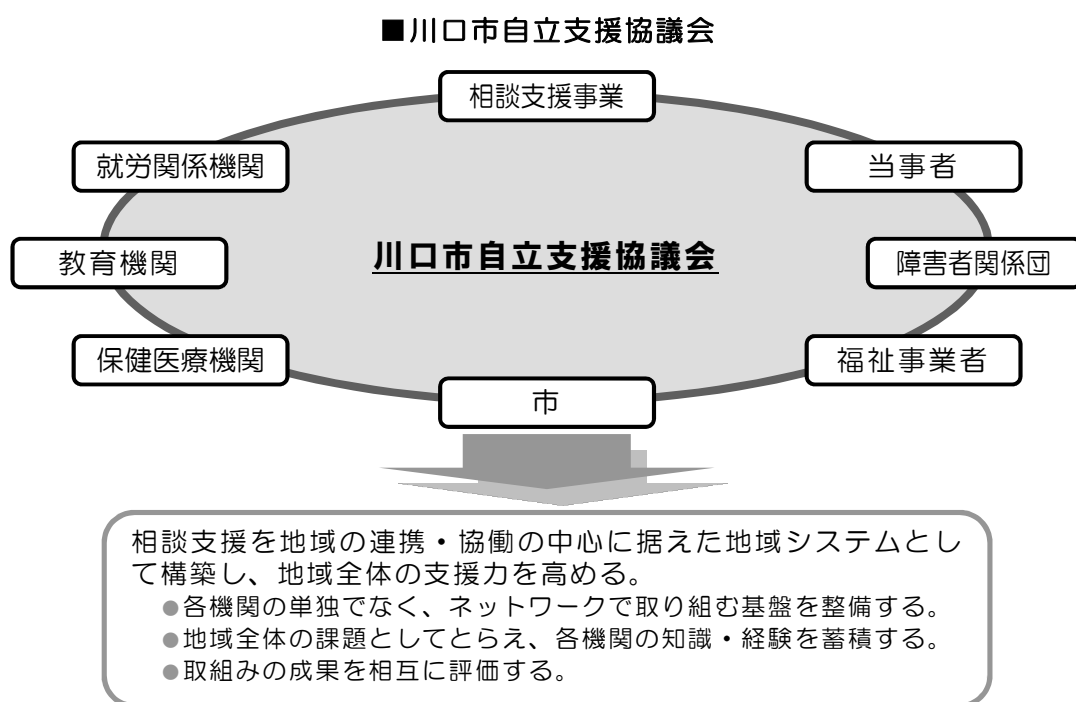 ■川口市自立支援協議会
相談支援事業
就労関係機関
当事者
教育機関
川口市自立支援協議会
障害者関係団
保健医療機関
福祉事業者
市
相談支援を地域の連携・協働の中心に据えた地域システムとし
て構築し、地域全体の支援力を高める。
●各機関の単独でなく、ネットワークで取り組む基盤を整備する。
●地域全体の課題としてとらえ、各機関の知識・経験を蓄積する。
●取組みの成果を相互に評価する。